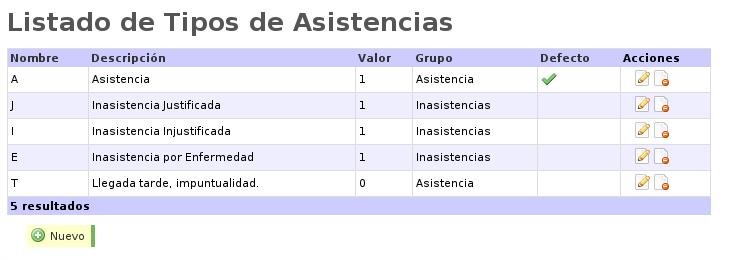 Listado de Tipos de Asistencias
Nombre Descripción Valor Grupo Defecto Acciones
A Asistencia 1 Asistencia
J Inasistencia Justificada 1 Inasistencias
I Inasistencia Injustificada 1 Inasistencias
E Inasistencia por Enfermedad 1 Inasistencias
T Llegada tarde, impuntualidad. 0 Asistencia
5 resultados
Nuevo